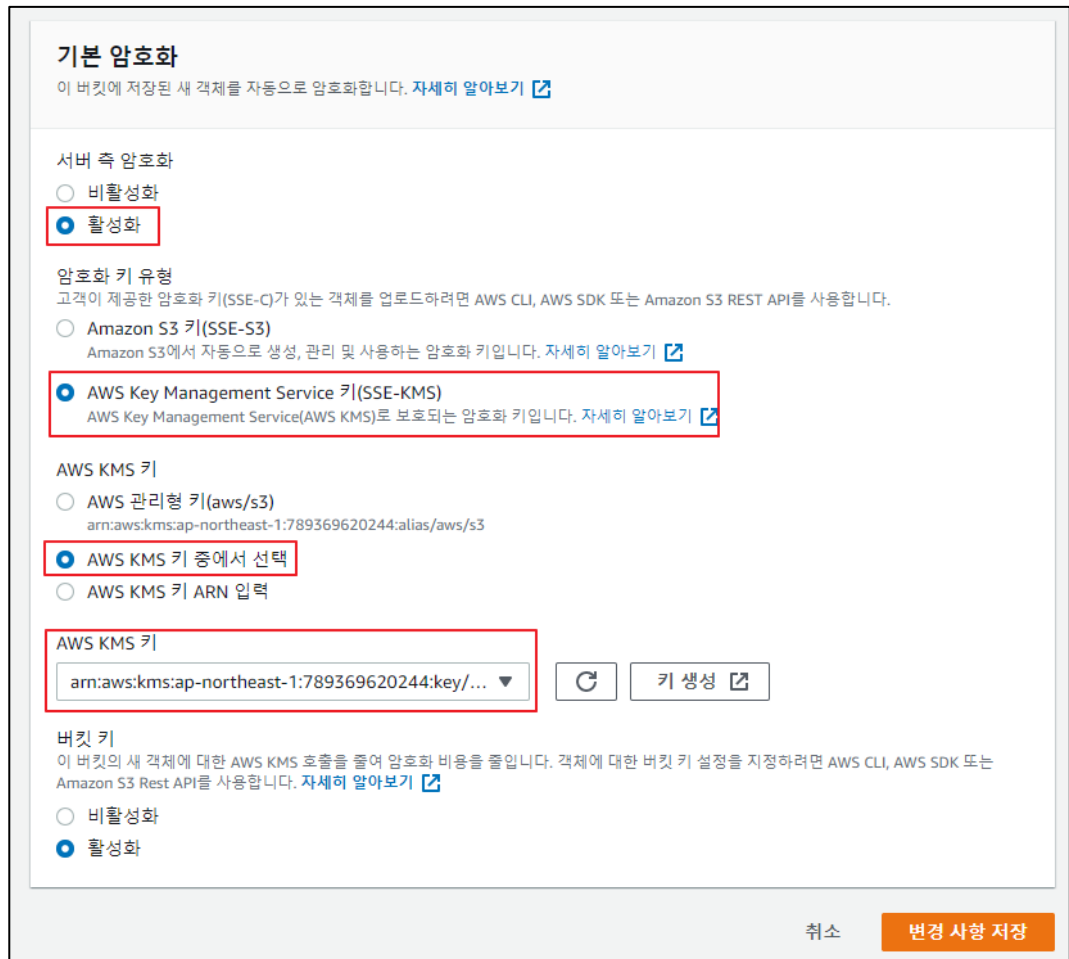 기본 암호화
이 버킷에 저장된 새 객체를 자동으로 암호화합니다. 자세히 알아보기
서버 측 암호화
비활성화
활성화
암호화 키 유형
고객이 제공한 암호화 키(SSE-C)가 있는 객체를 업로드하려면 AWS CLI, AWS SDK 또는 Amazon S3 REST API를 사용합니다.
Amazon S3 키(SSE-S3)
Amazon S3에서 자동으로 생성, 관리 및 사용하는 암호화 키입니다. 자세히 알아보기
AWS Key Management Service 키(SSE-KMS)
AWS Key Management Service(AWS KMS)로 보호되는 암호화 키입니다. 자세히 알아보기
AWS KMS 키
AWS 관리형 키(aws/s3)
arn:aws:kms:ap-northeast-1:789369620244:alias/aws/s3
AWS KMS 키 중에서 선택
AWS KMS 키 ARN 입력
AWS KMS 키
arn:aws:kms:ap-northeast-1:789369620244:key/... 키 생성
버킷 키
이 버킷의 새 객체에 대한 AWS KMS 호출을 줄여 암호화 비용을 줄입니다. 객체에 대한 버킷 키 설정을 지정하려면 AWS CLI, AWS SDK 또는
Amazon S3 Rest API를 사용합니다. 자세히 알아보기
비활성화
활성화
취소 변경 사항 저장